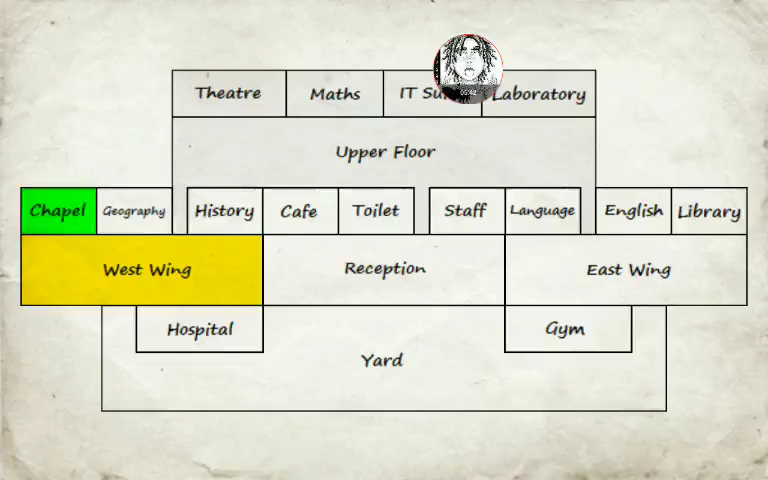 Theatre
Maths
IT
Laboratory
Upper Floor
Chapel
Geography
History
Cafe
Toilet
Staff
Language
English
Library
West Wing
Reception
East Wing
Hospital
Gym
Yard